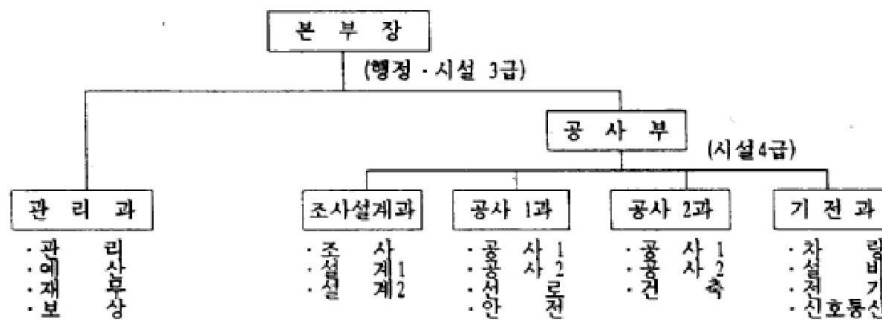 본 부 장
(행정·시설 3급)
공 사 부
(시설4급)
관 리 과
조사설계과
공사 1과
공사 2과
기 전 과
· 관 리
· 예 산
· 재 무
· 보 상
· 조 사
· 설 계1
· 설 계2
· 공 사 1
· 공 사 2
· 선 로
· 안 전
· 공 사 1
· 공 사 2
· 건 축
· 차 량
· 설 비
· 전 기
· 신호통신